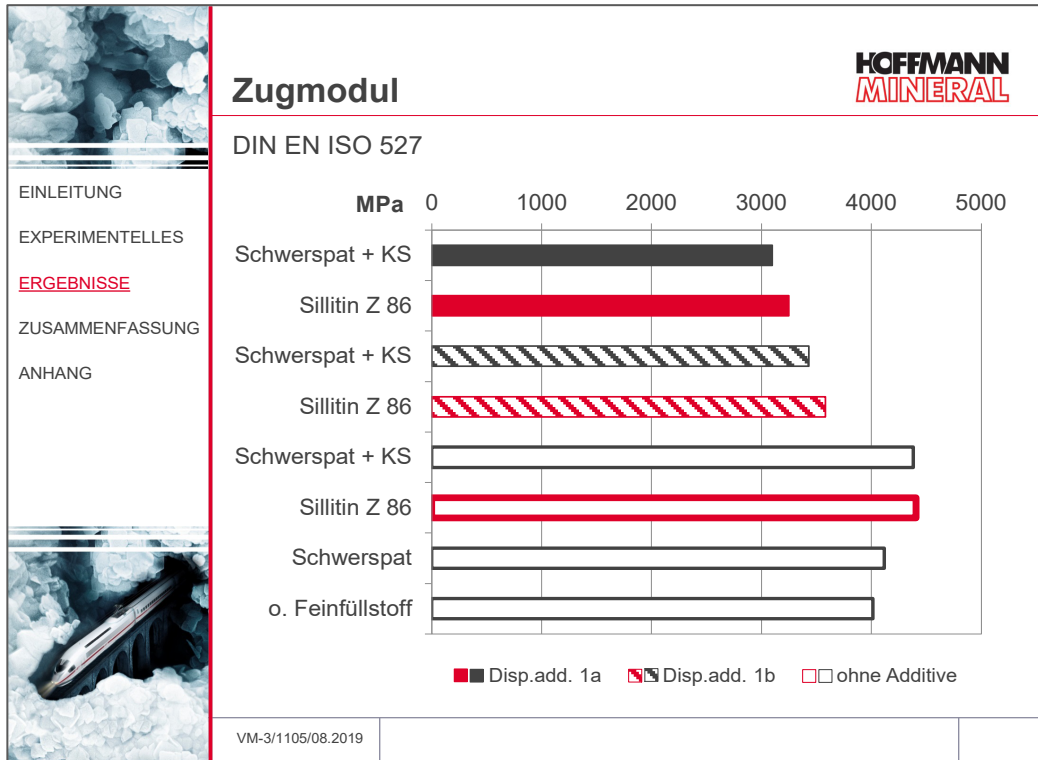 Zugmodul
HOFFMANN
MINERAL
DIN EN ISO 527
EINLEITUNG
EXPERIMENTELLES
ERGEBNISSE
ZUSAMMENFASSUNG
ANHANG
MPa 0 1000 2000 3000 4000 5000
Schwerspat + KS
Sillitin Z 86
Schwerspat + KS
Sillitin Z 86
Schwerspat + KS
Sillitin Z 86
Schwerspat
o. Feinfüllstoff
Disp.add. 1a Disp.add. 1b ohne Additive
VM-3/1105/08.2019